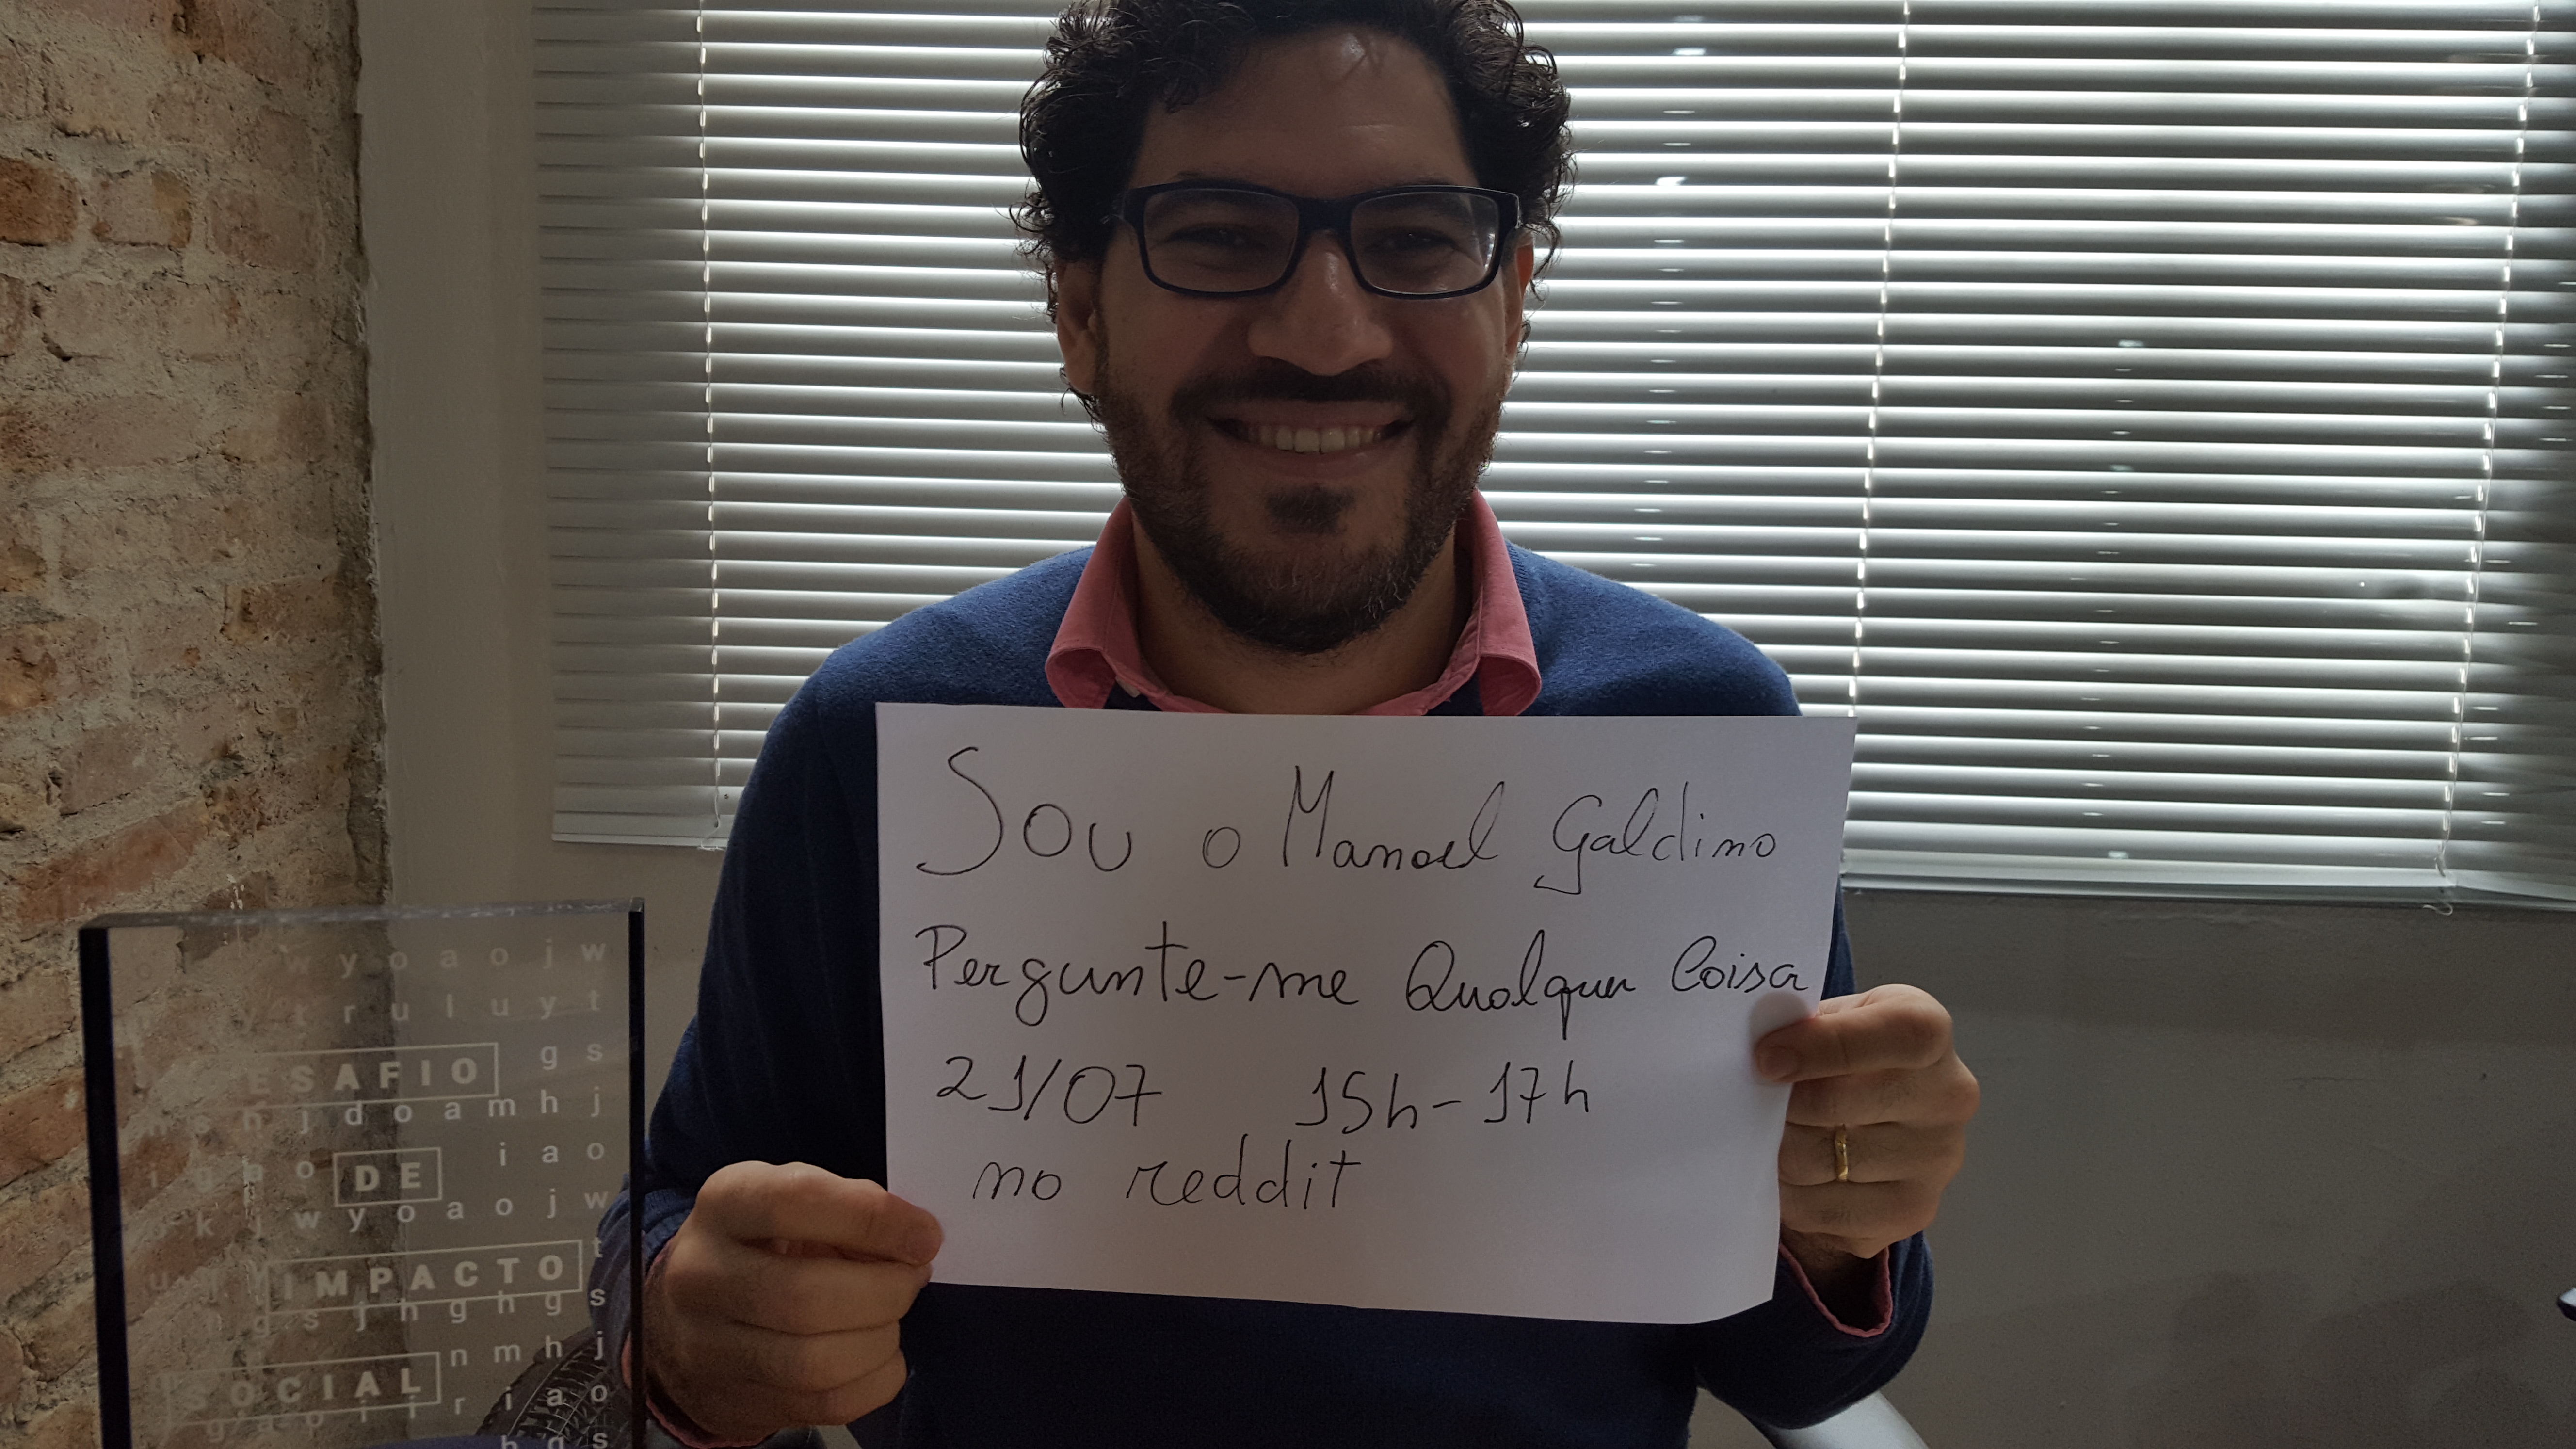 Sou o Manoel Galdino
Pergunte-me Qualquer Coisa
21/07 15h-17h
no reddit
w y o a o j w
t r u l u y t
g s
ESAFIO
h j d o a m h j
i a o
DE
k j w y o a o j w
t
IMPACTO
g s j h g h g s
n m h j
SOCIAL
r i a o
h g s